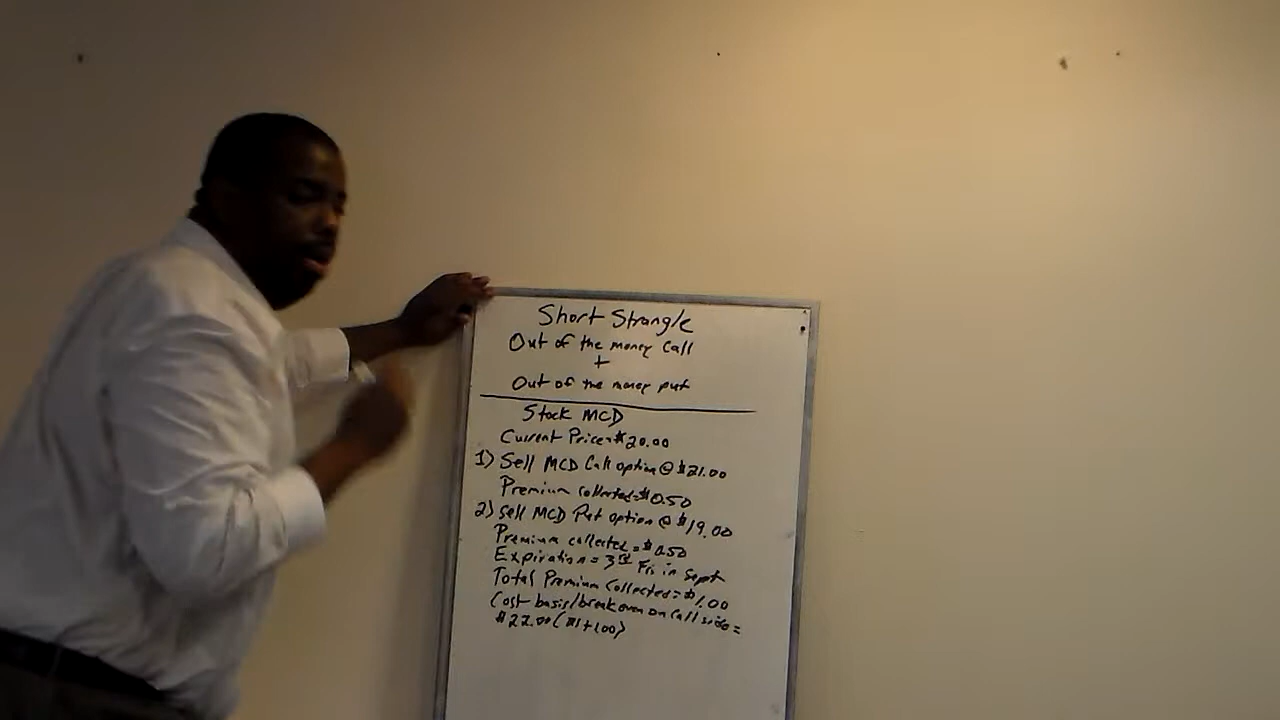 Short Strangle
Out of the money Call
+
Out of the money put
Stock MCD
Current Price=$20.00
1) Sell MCD Call option @ $21.00
Premium collected=$0.50
2) Sell MCD Put option @ $19.00
Premium collected = $0.50
Expiration = 3rd Fri in Sept
Total Premium Collected=$1.00
Cost basis/breakeven on call side =
$22.00 (21+1.00)